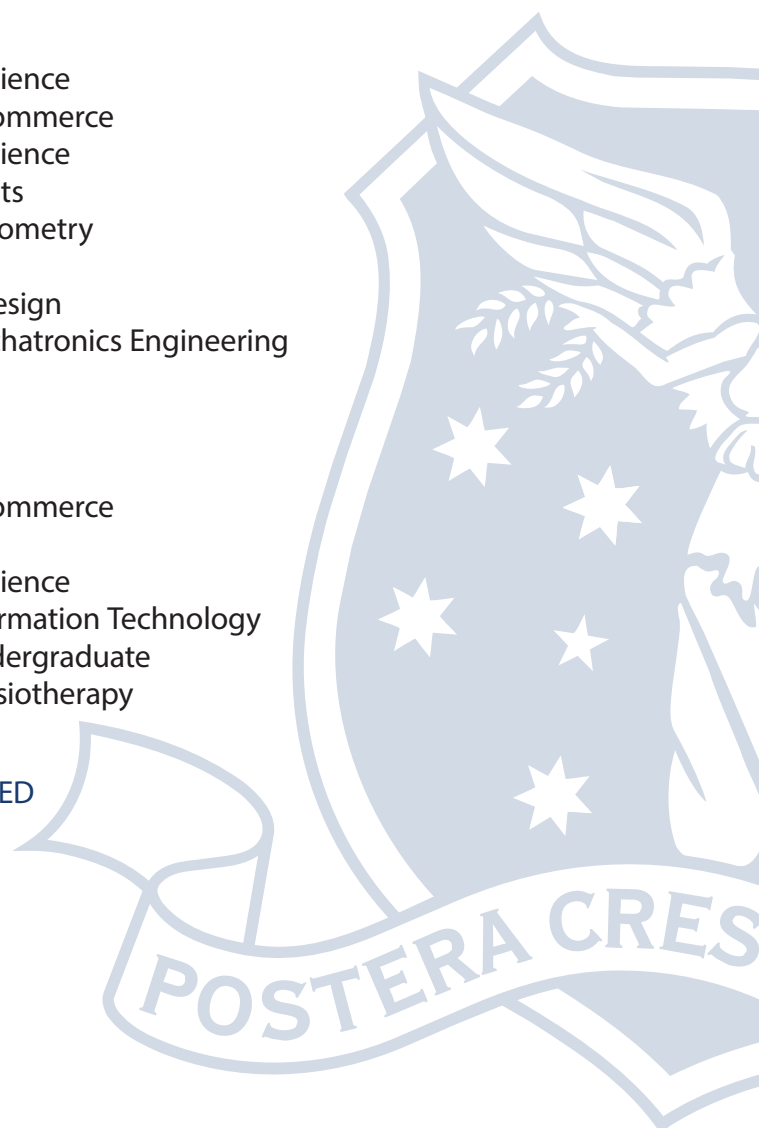 ience
ommerce
ience
ts
ometry
esign
hatronics Engineering
ommerce
ience
rmation Technology
dergraduate
siotherapy
ED
POSTERA CRES